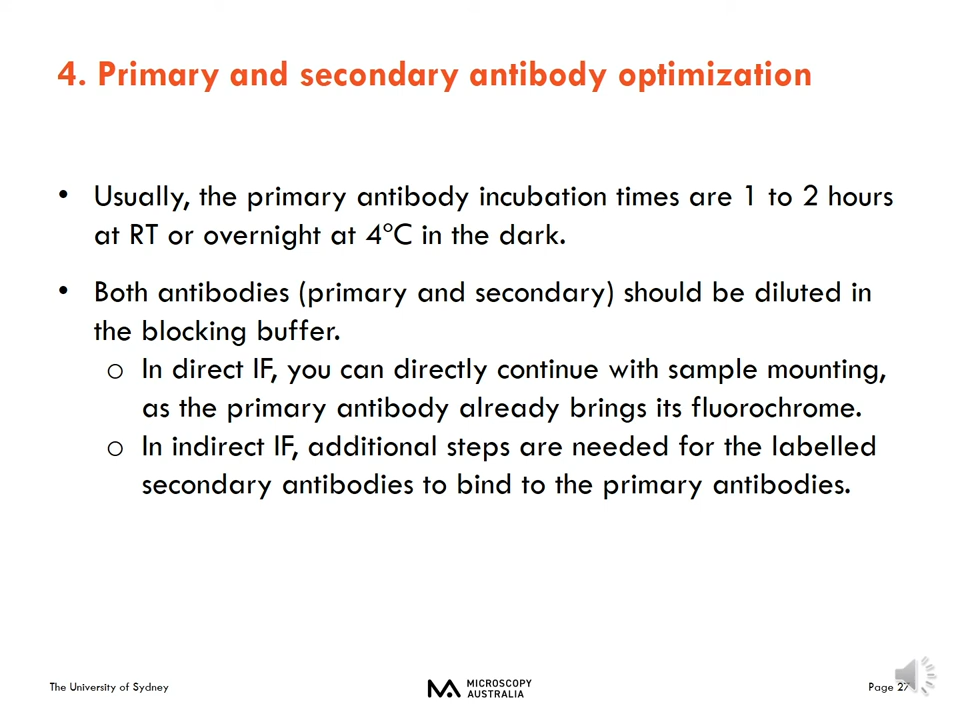 4. Primary and secondary antibody optimization
• Usually, the primary antibody incubation times are 1 to 2 hours
at RT or overnight at 4°C in the dark.
• Both antibodies (primary and secondary) should be diluted in
the blocking buffer.
o In direct IF, you can directly continue with sample mounting,
as the primary antibody already brings its fluorochrome.
o In indirect IF, additional steps are needed for the labelled
secondary antibodies to bind to the primary antibodies.
The University of Sydney
MICROSCOPY
AUSTRALIA
Page 27